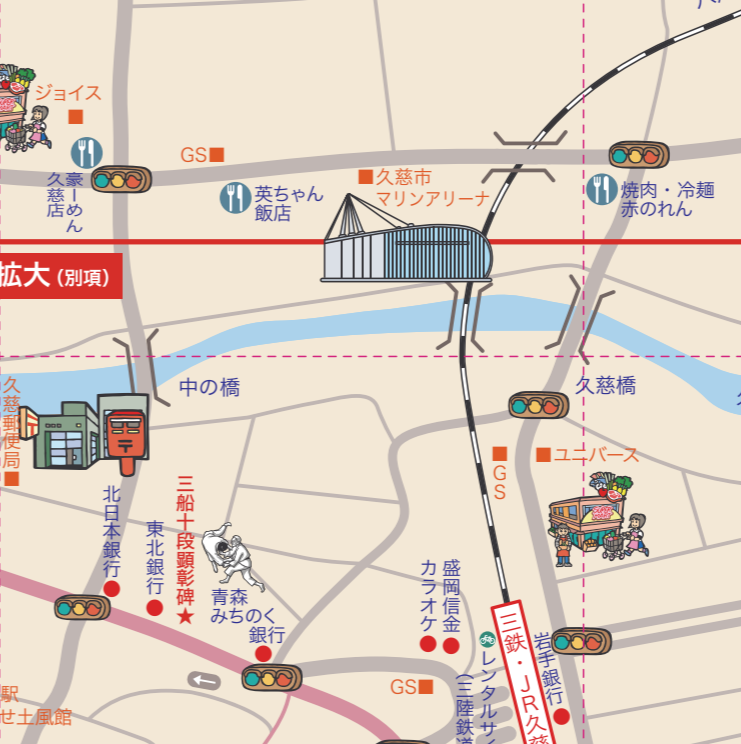 ジョイス
GS
久慈市
マリンアリーナ
豪ーめん
久慈店
英ちゃん
飯店
焼肉・冷麺
赤のれん
拡大(別項)
中の橋
久慈橋
久慈郵便局
GS
ユニバース
三船十段顕彰碑★
北日本銀行
東北銀行
青森
みちのく
銀行
盛岡信金
カラオケ
岩手銀行
三鉄・JR久慈
レンタルサイ
(三陸鉄道
GS
駅
せ土風館